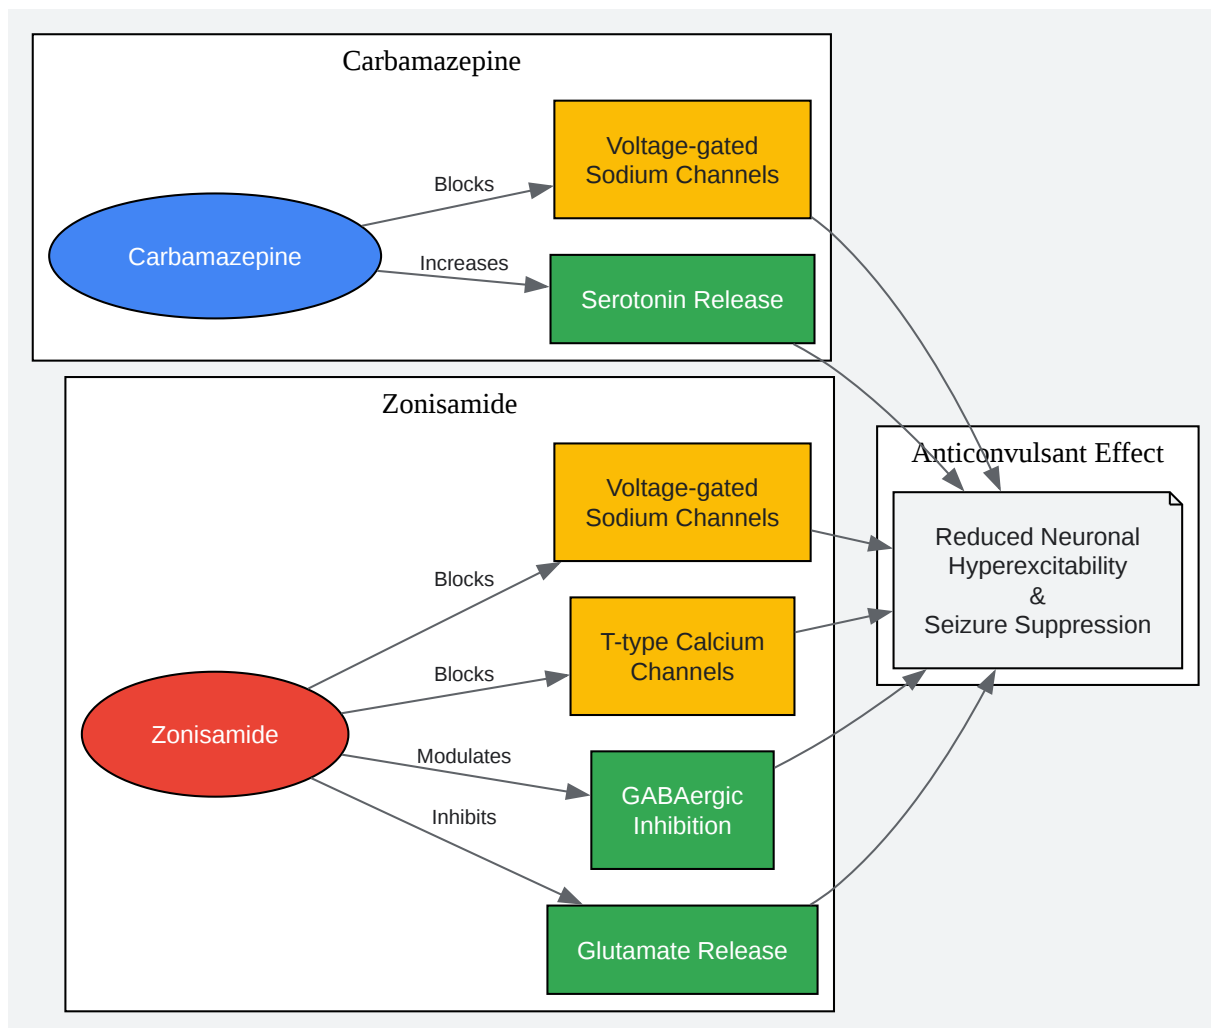 Carbamazepine
Voltage-gated
Sodium Channels
Blocks
Carbamazepine
Increases
Serotonin Release
Zonisamide
Voltage-gated
Sodium Channels
Blocks
T-type Calcium
Channels
Blocks
Zonisamide
Modulates
GABAergic
Inhibition
Inhibits
Glutamate Release
Anticonvulsant Effect
Reduced Neuronal
Hyperexcitability
&
Seizure Suppression